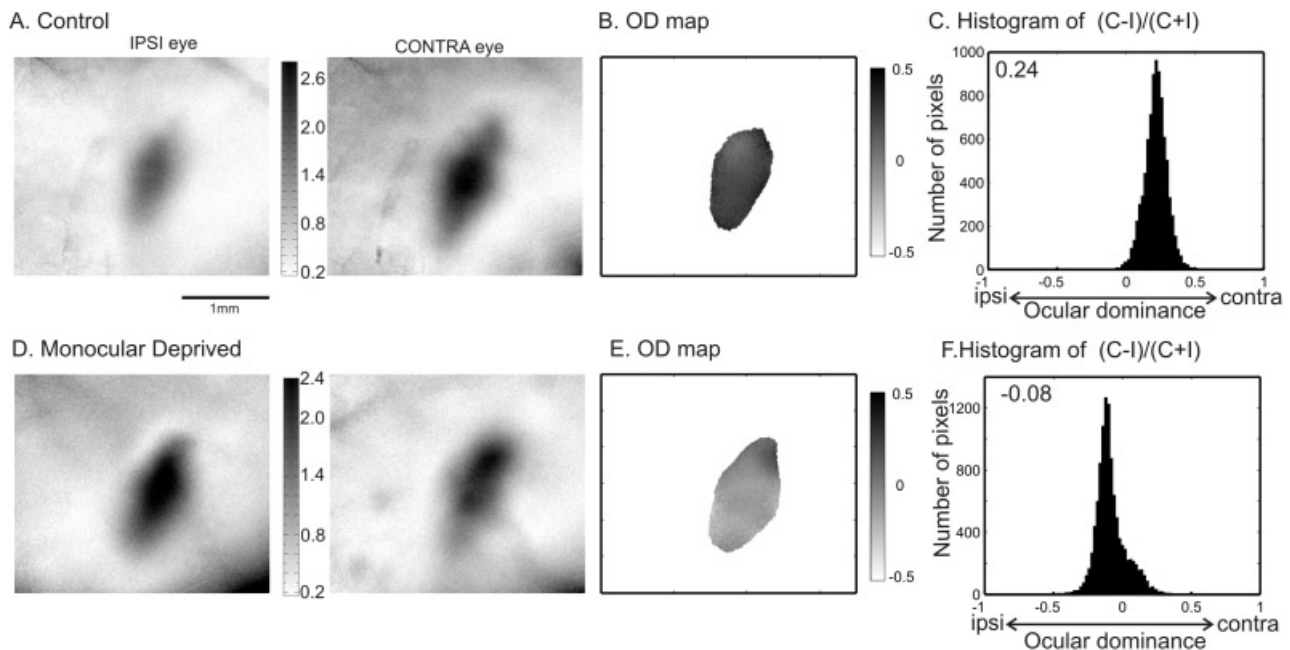 A. Control
IPSI eye
CONTRA eye
2.6
2.0
1.4
0.8
0.2
1mm
B. OD map
0.5
0
-0.5
C. Histogram of (C-I)/(C+I)
0.24
Number of pixels
1000
800
600
400
200
0
-1
-0.5
0
0.5
1
ipsi
contra
Ocular dominance
D. Monocular Deprived
2.4
2.0
1.4
0.8
0.2
E. OD map
0.5
0
-0.5
F.Histogram of (C-I)/(C+I)
-0.08
Number of pixels
1200
800
400
0
-1
-0.5
0
0.5
1
ipsi
contra
Ocular dominance